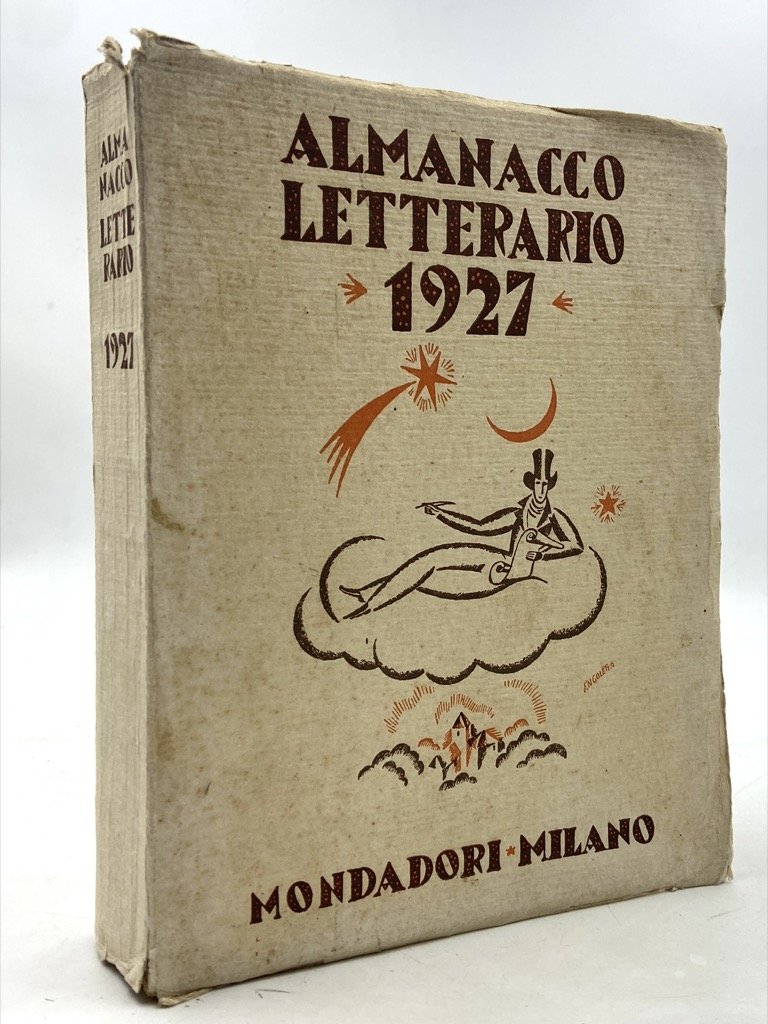 ALMA
NACCO
LETTE
RARIO
1927
ALMANACCO
LETTERARIO
1927
MONDADORI MILANO